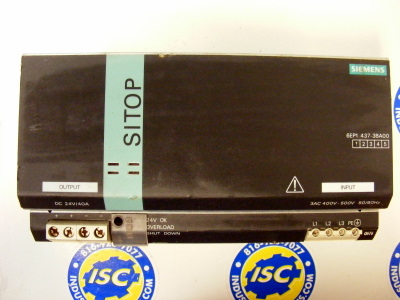 SIEMENS
SITOP
6EP1 437-3BA00
1 2 3 4 5
OUTPUT
INPUT
DC 24V/40A
3AC 400V-500V 50/60Hz
24V OK
OVERLOAD
SHUT DOWN
L1 L2 L3 PE
ISC
ISC
ISC